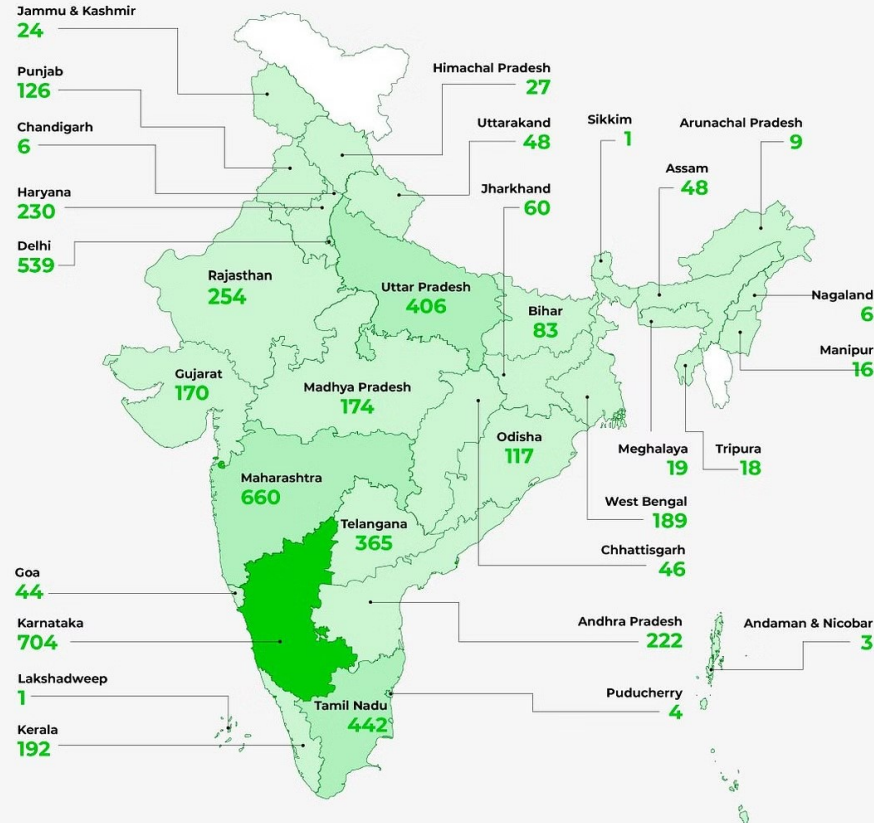 Jammu & Kashmir
24
Punjab
126
Chandigarh
6
Haryana
230
Delhi
539
Himachal Pradesh
27
Uttarakand
48
Jharkhand
60
Sikkim
1
Arunachal Pradesh
9
Assam
48
Nagaland
6
Manipur
16
Rajasthan
254
Uttar Pradesh
406
Bihar
83
Gujarat
170
Madhya Pradesh
174
Odisha
117
Meghalaya
19
Tripura
18
Maharashtra
660
West Bengal
189
Telangana
365
Chhattisgarh
46
Goa
44
Karnataka
704
Lakshadweep
1
Kerala
192
Andhra Pradesh
222
Andaman & Nicobar
3
Puducherry
4
Tamil Nadu
442